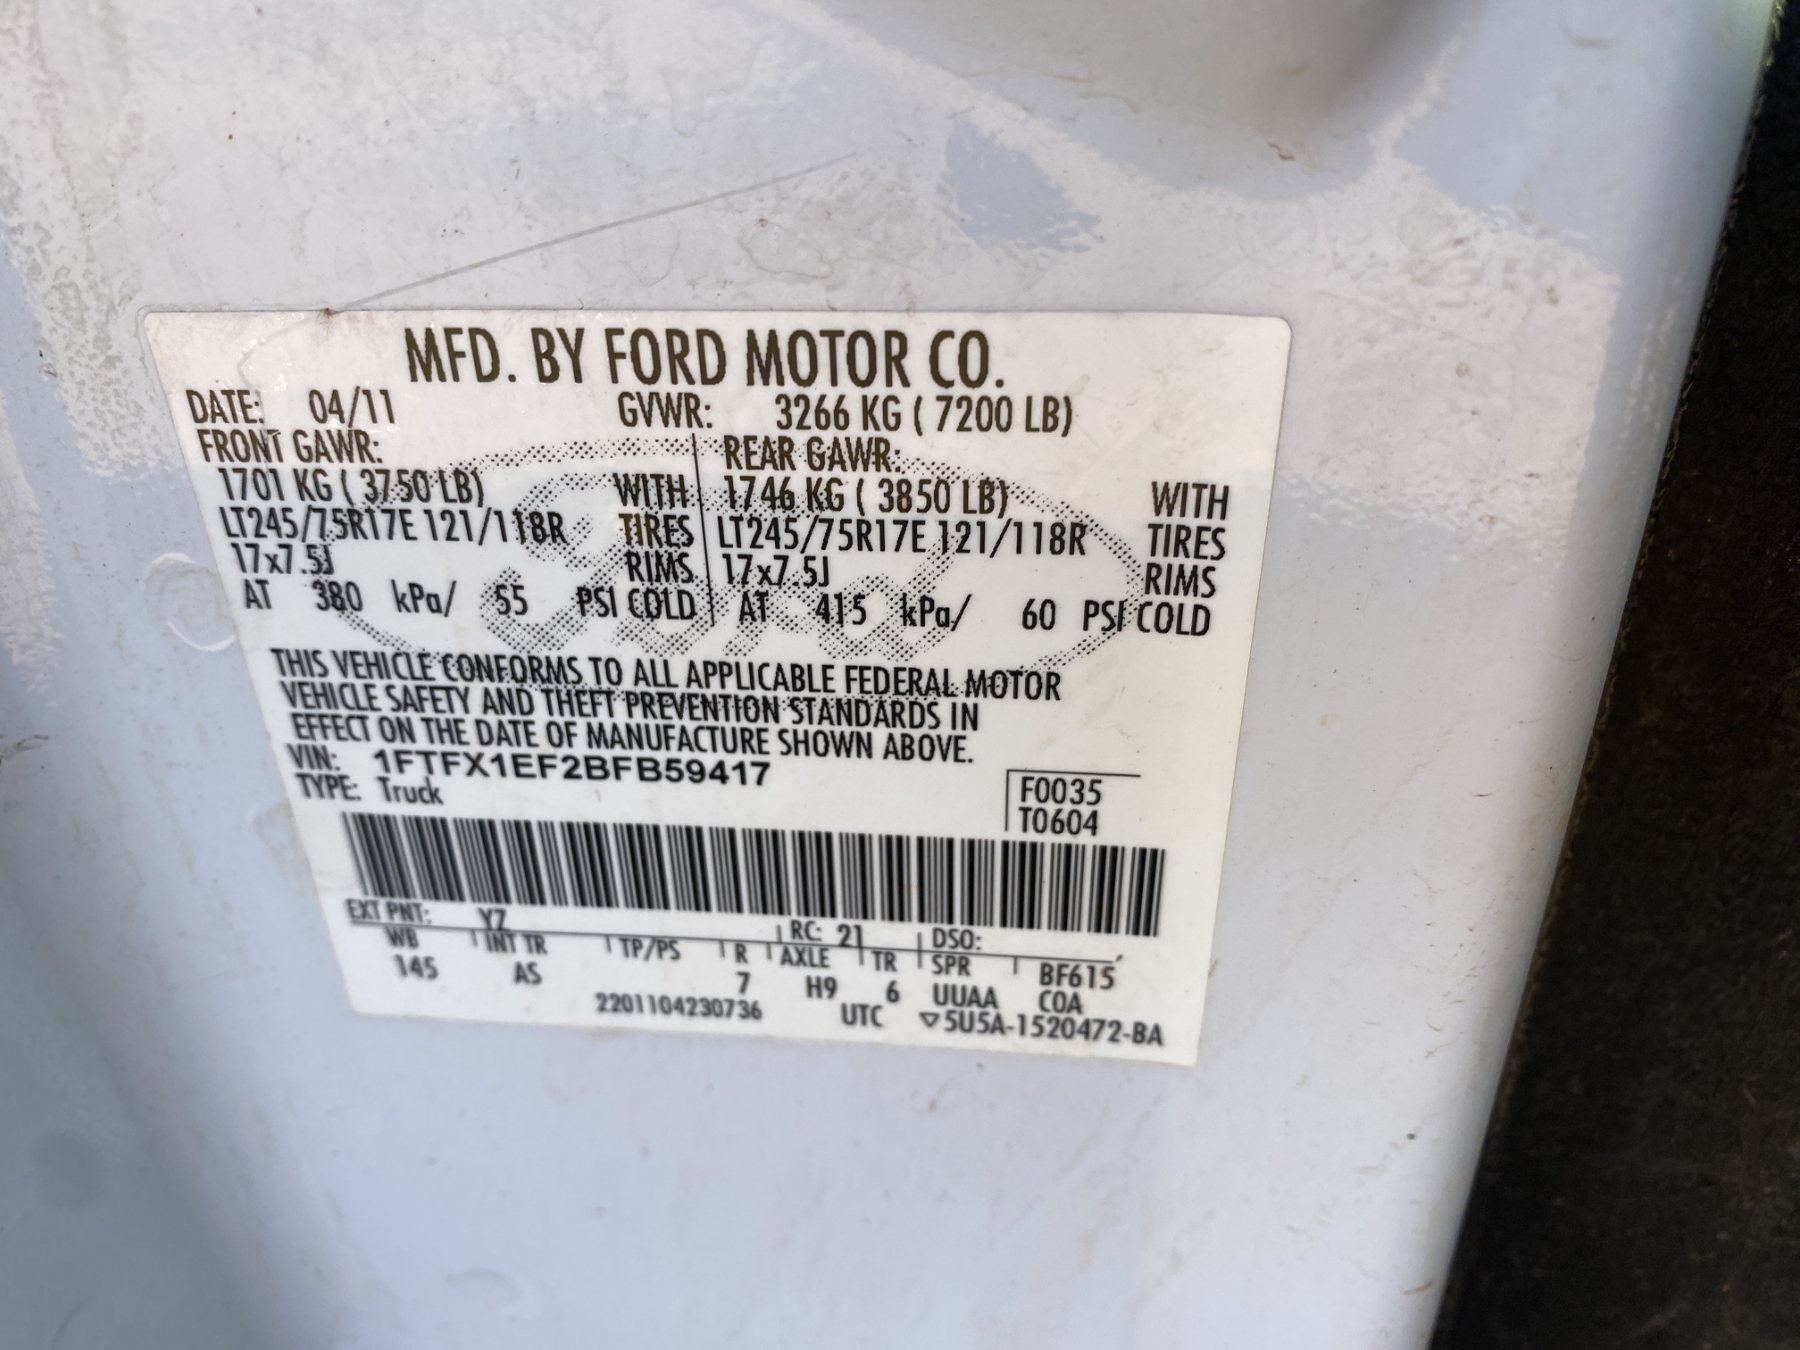 MFD. BY FORD MOTOR CO.
DATE: 04/11 GVWR: 3266 KG ( 7200 LB)
FRONT GAWR: REAR GAWR:
1701 KG ( 3750 LB) WITH 1746 KG ( 3850 LB) WITH
LT245/75R17E 121/118R TIRES LT245/75R17E 121/118R TIRES
17x7.5J RIMS 17x7.5J RIMS
AT 380 kPa/ 55 PSI COLD AT 415 kPa/ 60 PSI COLD
THIS VEHICLE CONFORMS TO ALL APPLICABLE FEDERAL MOTOR
VEHICLE SAFETY AND THEFT PREVENTION STANDARDS IN
EFFECT ON THE DATE OF MANUFACTURE SHOWN ABOVE.
VIN: 1FTFX1EF2BFB59417
TYPE: Truck
F0035
T0604
EXT PNT: YZ RC: 21 DSO:
WB INT TR TP/PS R AXLE TR SPR BF615
145 AS 7 H9 6 UUAA COA
2201104230736 UTC ▽5U5A-1520472-BA
Ford